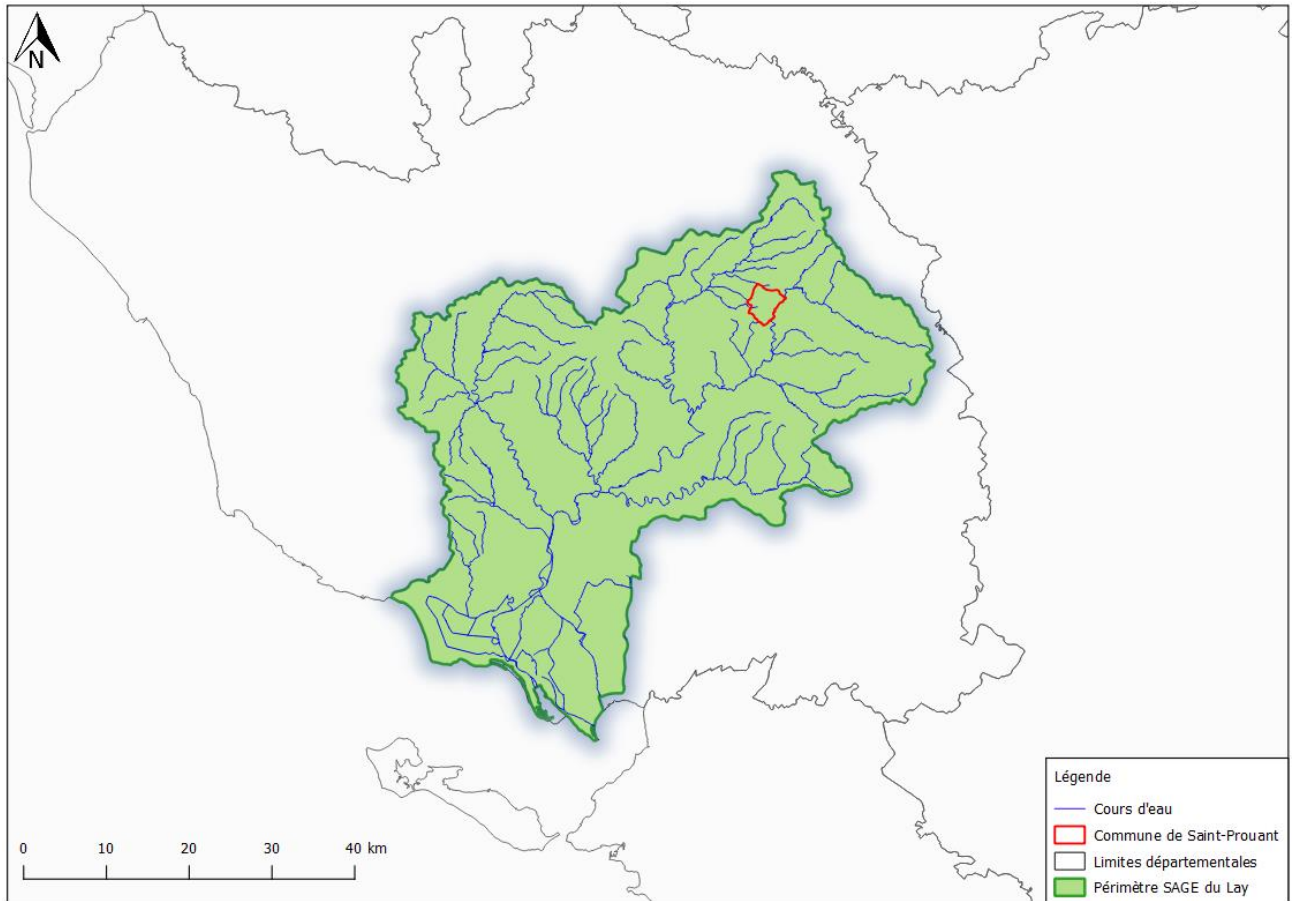 N
0 10 20 30 40 km
Légende
Cours d'eau
Commune de Saint-Prouant
Limites départementales
Périmètre SAGE du Lay